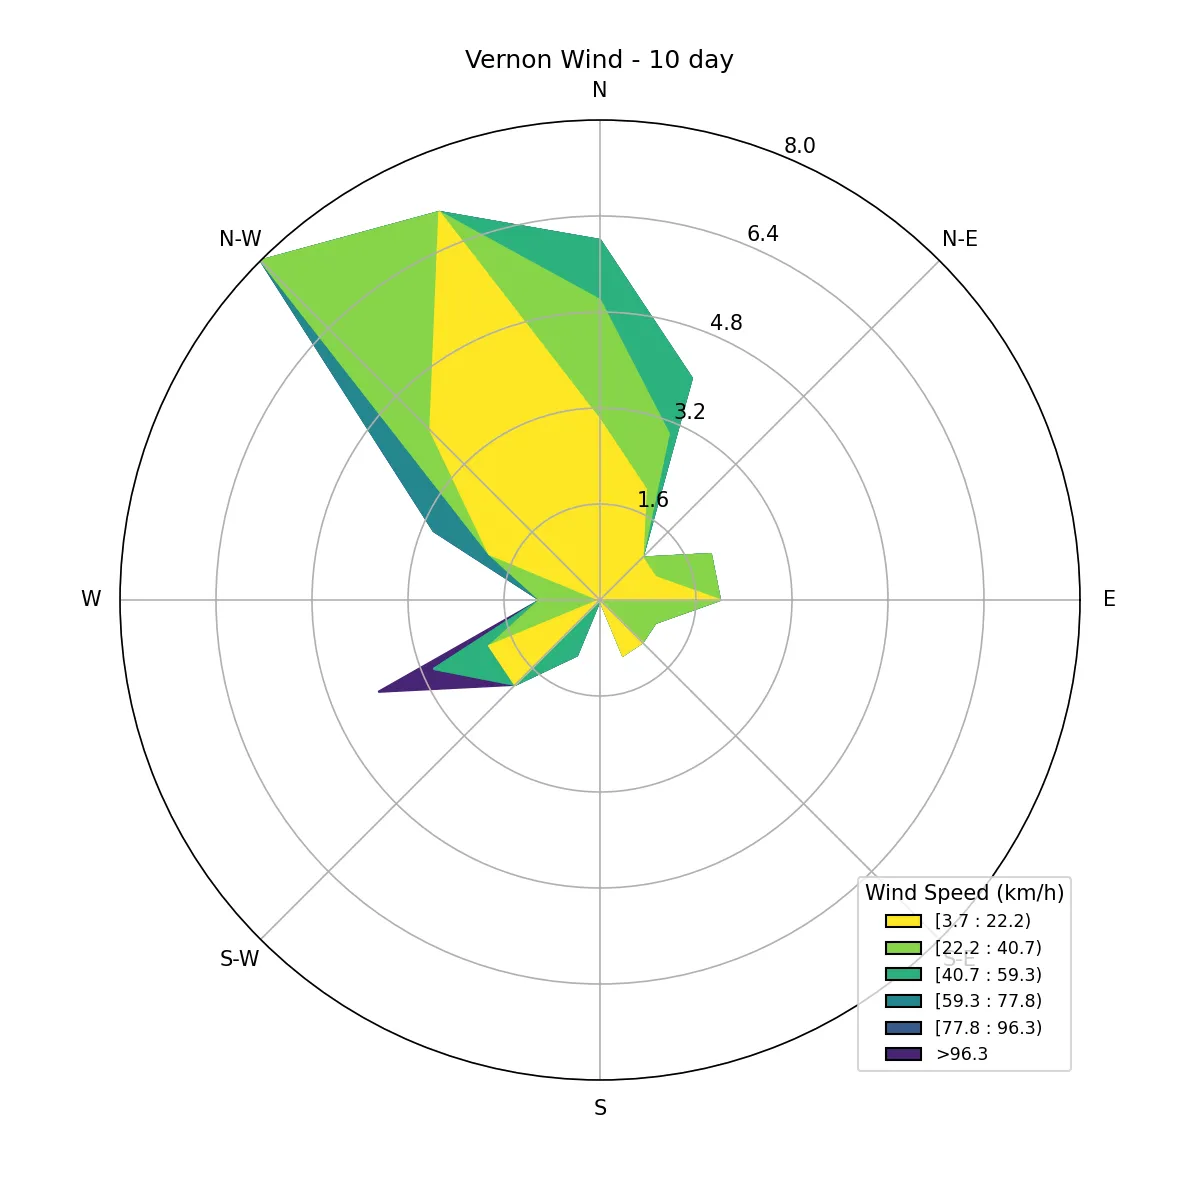 Vernon Wind - 10 day
N
8.0
N-W
6.4
N-E
4.8
3.2
1.6
W
E
Wind Speed (km/h)
[3.7 : 22.2)
[22.2 : 40.7)
S-W
S-E
[40.7 : 59.3)
[59.3 : 77.8)
[77.8 : 96.3)
>96.3
S